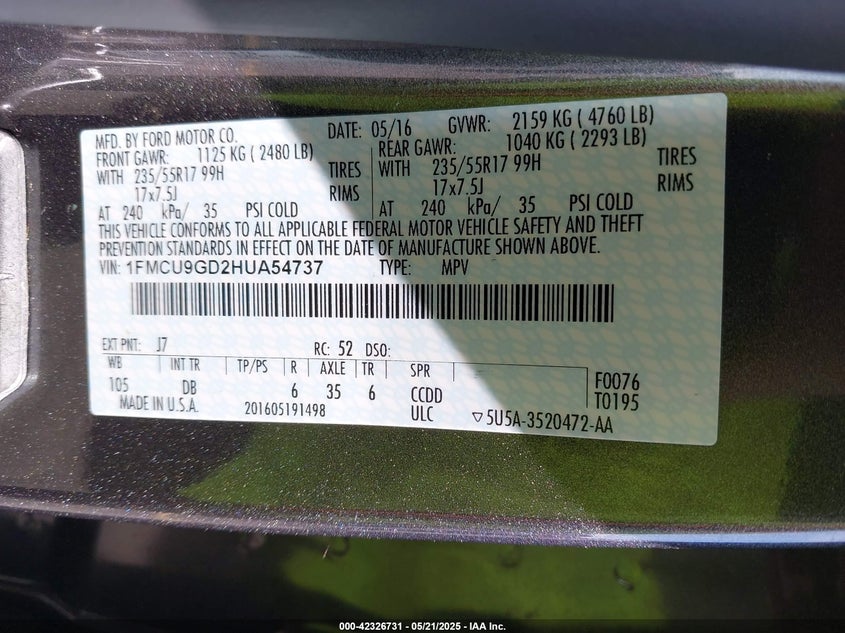 MFD. BY FORD MOTOR CO. DATE: 05/16 GVWR: 2159 KG ( 4760 LB)
FRONT GAWR: 1125 KG ( 2480 LB) REAR GAWR: 1040 KG ( 2293 LB)
WITH 235/55R17 99H TIRES WITH 235/55R17 99H TIRES
17x7.5J RIMS 17x7.5J RIMS
AT 240 kPa/ 35 PSI COLD AT 240 kPa/ 35 PSI COLD
THIS VEHICLE CONFORMS TO ALL APPLICABLE FEDERAL MOTOR VEHICLE SAFETY AND THEFT
PREVENTION STANDARDS IN EFFECT ON THE DATE OF MANUFACTURE SHOWN ABOVE.
VIN: 1FMCU9GD2HUA54737 TYPE: MPV
EXT PNT: J7 RC: 52 DSO:
WB INT TR TP/PS R AXLE TR SPR
105 DB 6 35 6 CCDD F0076
MADE IN U.S.A. 201605191498 ULC ▽5U5A-3520472-AA T0195
000-42326731 - 05/21/2025 - IAA Inc.